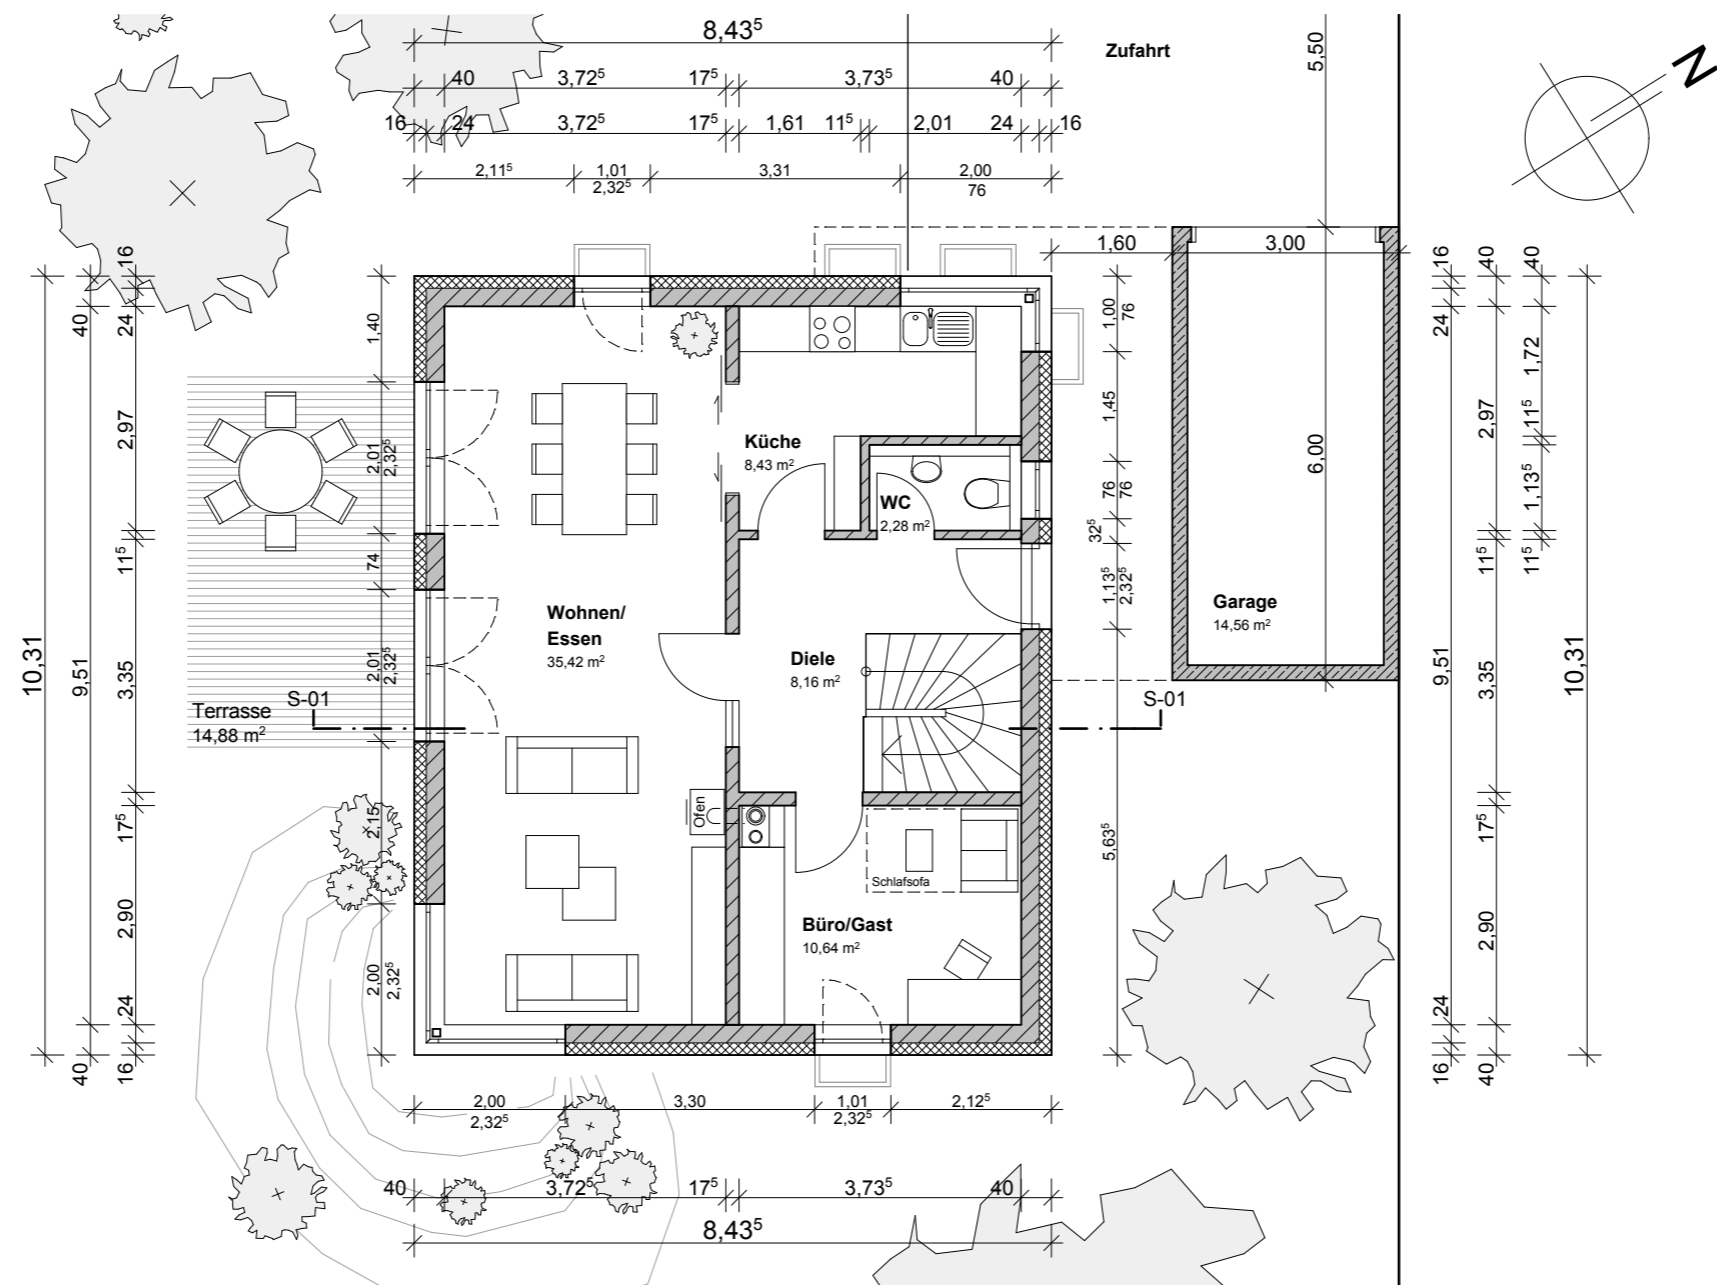 8,43⁵
Zufahrt
5,50
N
40 3,72⁵ 17⁵ 3,73⁵ 40
16 24 3,72⁵ 17⁵ 1,61 11⁵ 2,01 24 16
2,11⁵ 1,01 3,31 2,00
2,32⁵ 76
1,60 3,00
10,31
40 9,51 40
16 24 2,97 11⁵ 3,35 17⁵ 2,90 24 16
1,40
2,01
2,32⁵
74
2,01
2,32⁵
2,15
2,00
2,32⁵
Küche
8,43 m²
WC
2,28 m²
Wohnen/
Essen
35,42 m²
Diele
8,16 m²
Garage
14,56 m²
6,00
Terrasse
14,88 m²
S-01
S-01
Ofen
Schlafsofa
Büro/Gast
10,64 m²
1,00
76
1,45
76
76
32⁵
1,13⁵
2,32⁵
5,63⁵
16 24 9,51 24 16
40 2,97 11⁵ 3,35 17⁵ 2,90 40
40 1,72 11⁵ 1,13⁵ 11⁵
10,31
2,00 3,30 1,01 2,12⁵
2,32⁵ 2,32⁵
40 3,72⁵ 17⁵ 3,73⁵ 40
8,43⁵